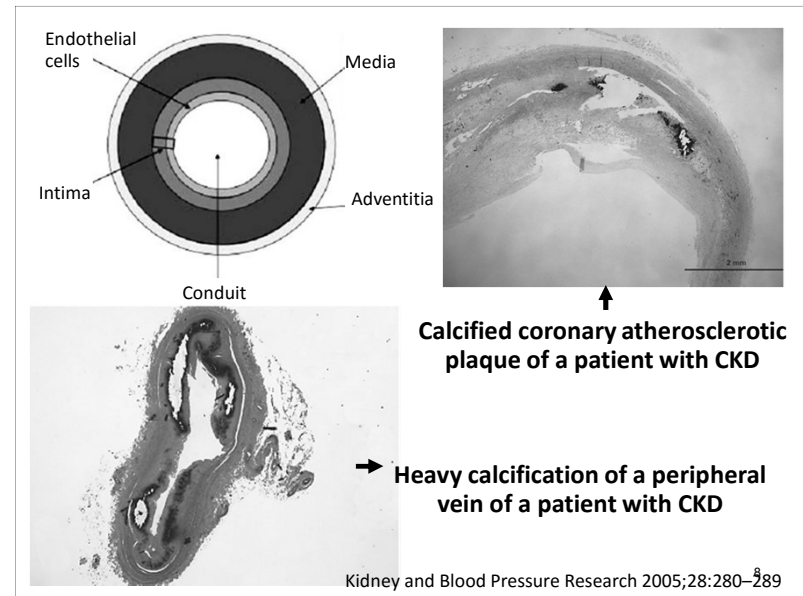 Endothelial
cells
Media
Intima
Adventitia
Conduit
2 mm
Calcified coronary atherosclerotic
plaque of a patient with CKD
Heavy calcification of a peripheral
vein of a patient with CKD
Kidney and Blood Pressure Research 2005;28:280–289
8